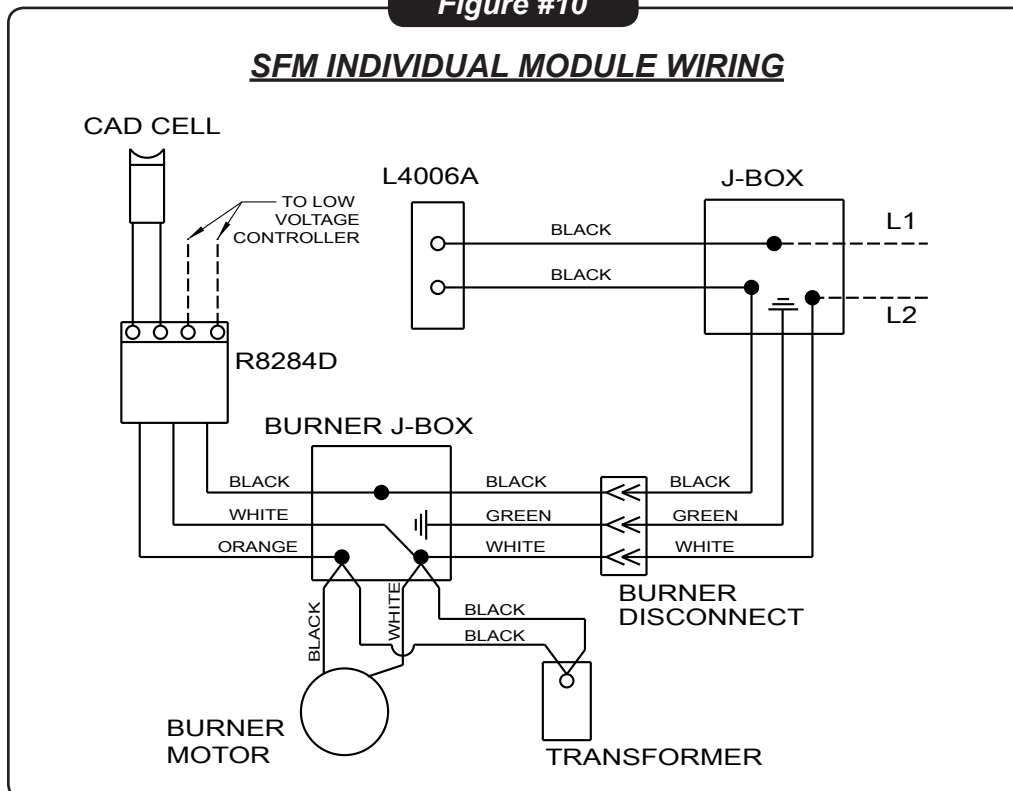 Figure #10
SFM INDIVIDUAL MODULE WIRING
CAD CELL
L4006A
J-BOX
TO LOW
VOLTAGE
CONTROLLER
BLACK
L1
BLACK
L2
R8284D
BURNER J-BOX
BLACK
BLACK
BLACK
WHITE
GREEN
GREEN
ORANGE
WHITE
WHITE
BURNER
DISCONNECT
BLACK
WHITE
BLACK
BLACK
BURNER
MOTOR
TRANSFORMER